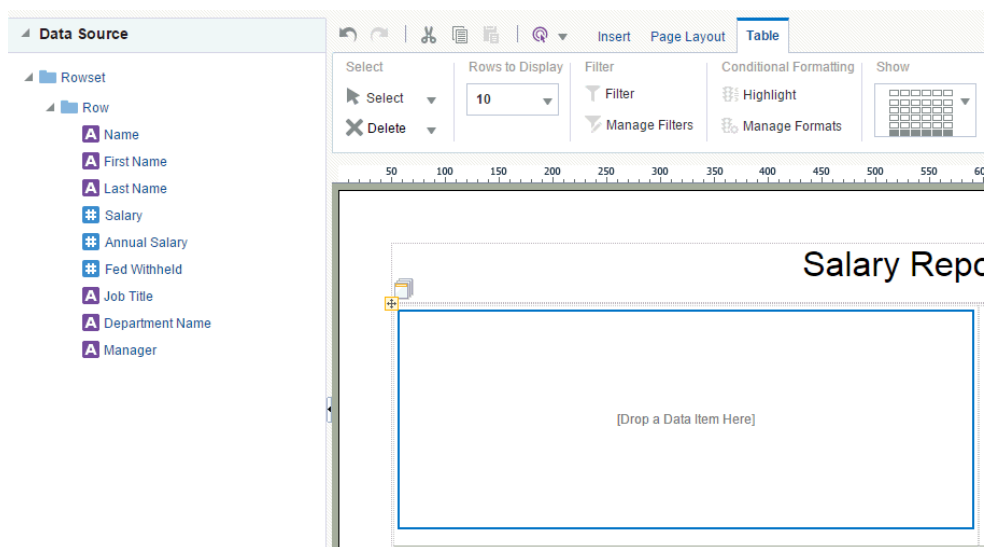 Data Source
Rowset
Row
Name
First Name
Last Name
Salary
Annual Salary
Fed Withheld
Job Title
Department Name
Manager
Insert Page Layout Table
Select Rows to Display Filter Conditional Formatting Show
Select 10 Filter Highlight
Delete Manage Filters Manage Formats
50 100 150 200 250 300 350 400 450 500 550 60
Salary Repo
[Drop a Data Item Here]